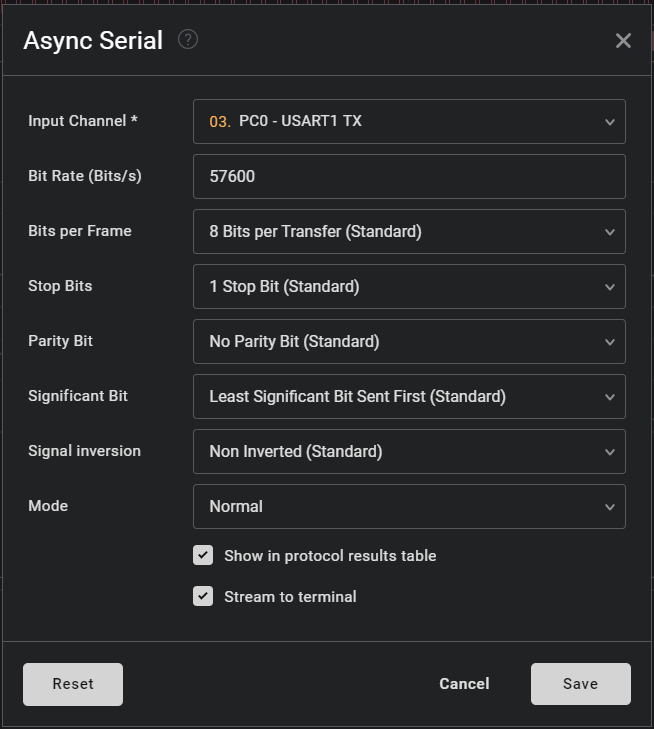 Async Serial ?
Input Channel * 03. PC0 - USART1 TX
Bit Rate (Bits/s) 57600
Bits per Frame 8 Bits per Transfer (Standard)
Stop Bits 1 Stop Bit (Standard)
Parity Bit No Parity Bit (Standard)
Significant Bit Least Significant Bit Sent First (Standard)
Signal inversion Non Inverted (Standard)
Mode Normal
Show in protocol results table
Stream to terminal
Reset Cancel Save